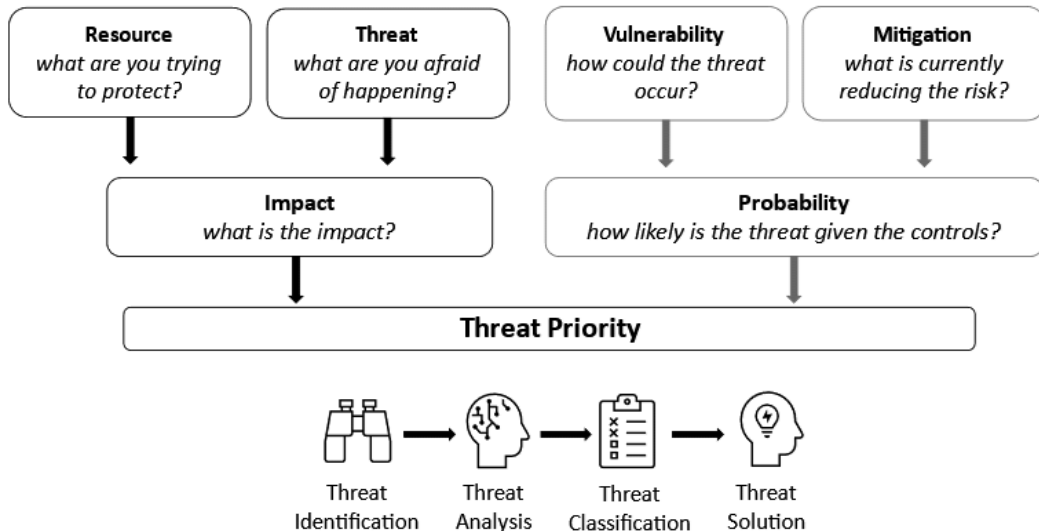 Resource
what are you trying
to protect?
Threat
what are you afraid
of happening?
Vulnerability
how could the threat
occur?
Mitigation
what is currently
reducing the risk?
Impact
what is the impact?
Probability
how likely is the threat given the controls?
Threat Priority
Threat
Identification
Threat
Analysis
Threat
Classification
Threat
Solution